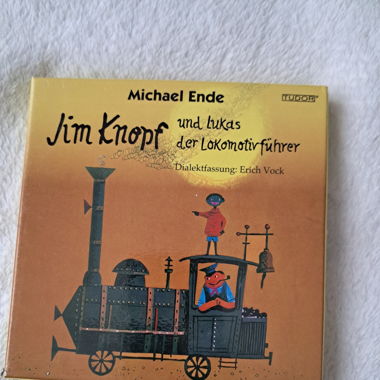 Michael Ende
TUDOR
Jim Knopf und Lukas
der Lokomotivführer
Dialektfassung: Erich Vock